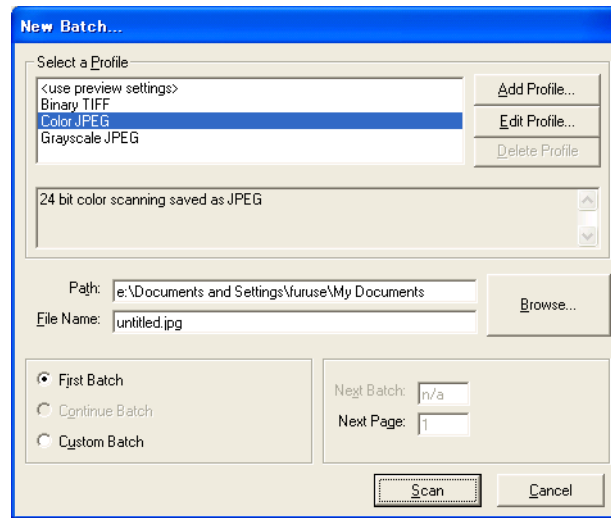 New Batch...
Select a Profile
<use preview settings>
Binary TIFF
Color JPEG
Grayscale JPEG
Add Profile...
Edit Profile...
Delete Profile
24 bit color scanning saved as JPEG
Path: e:\Documents and Settings\furuse\My Documents
File Name: untitled.jpg
Browse...
First Batch
Continue Batch
Custom Batch
Next Batch: n/a
Next Page: 1
Scan
Cancel